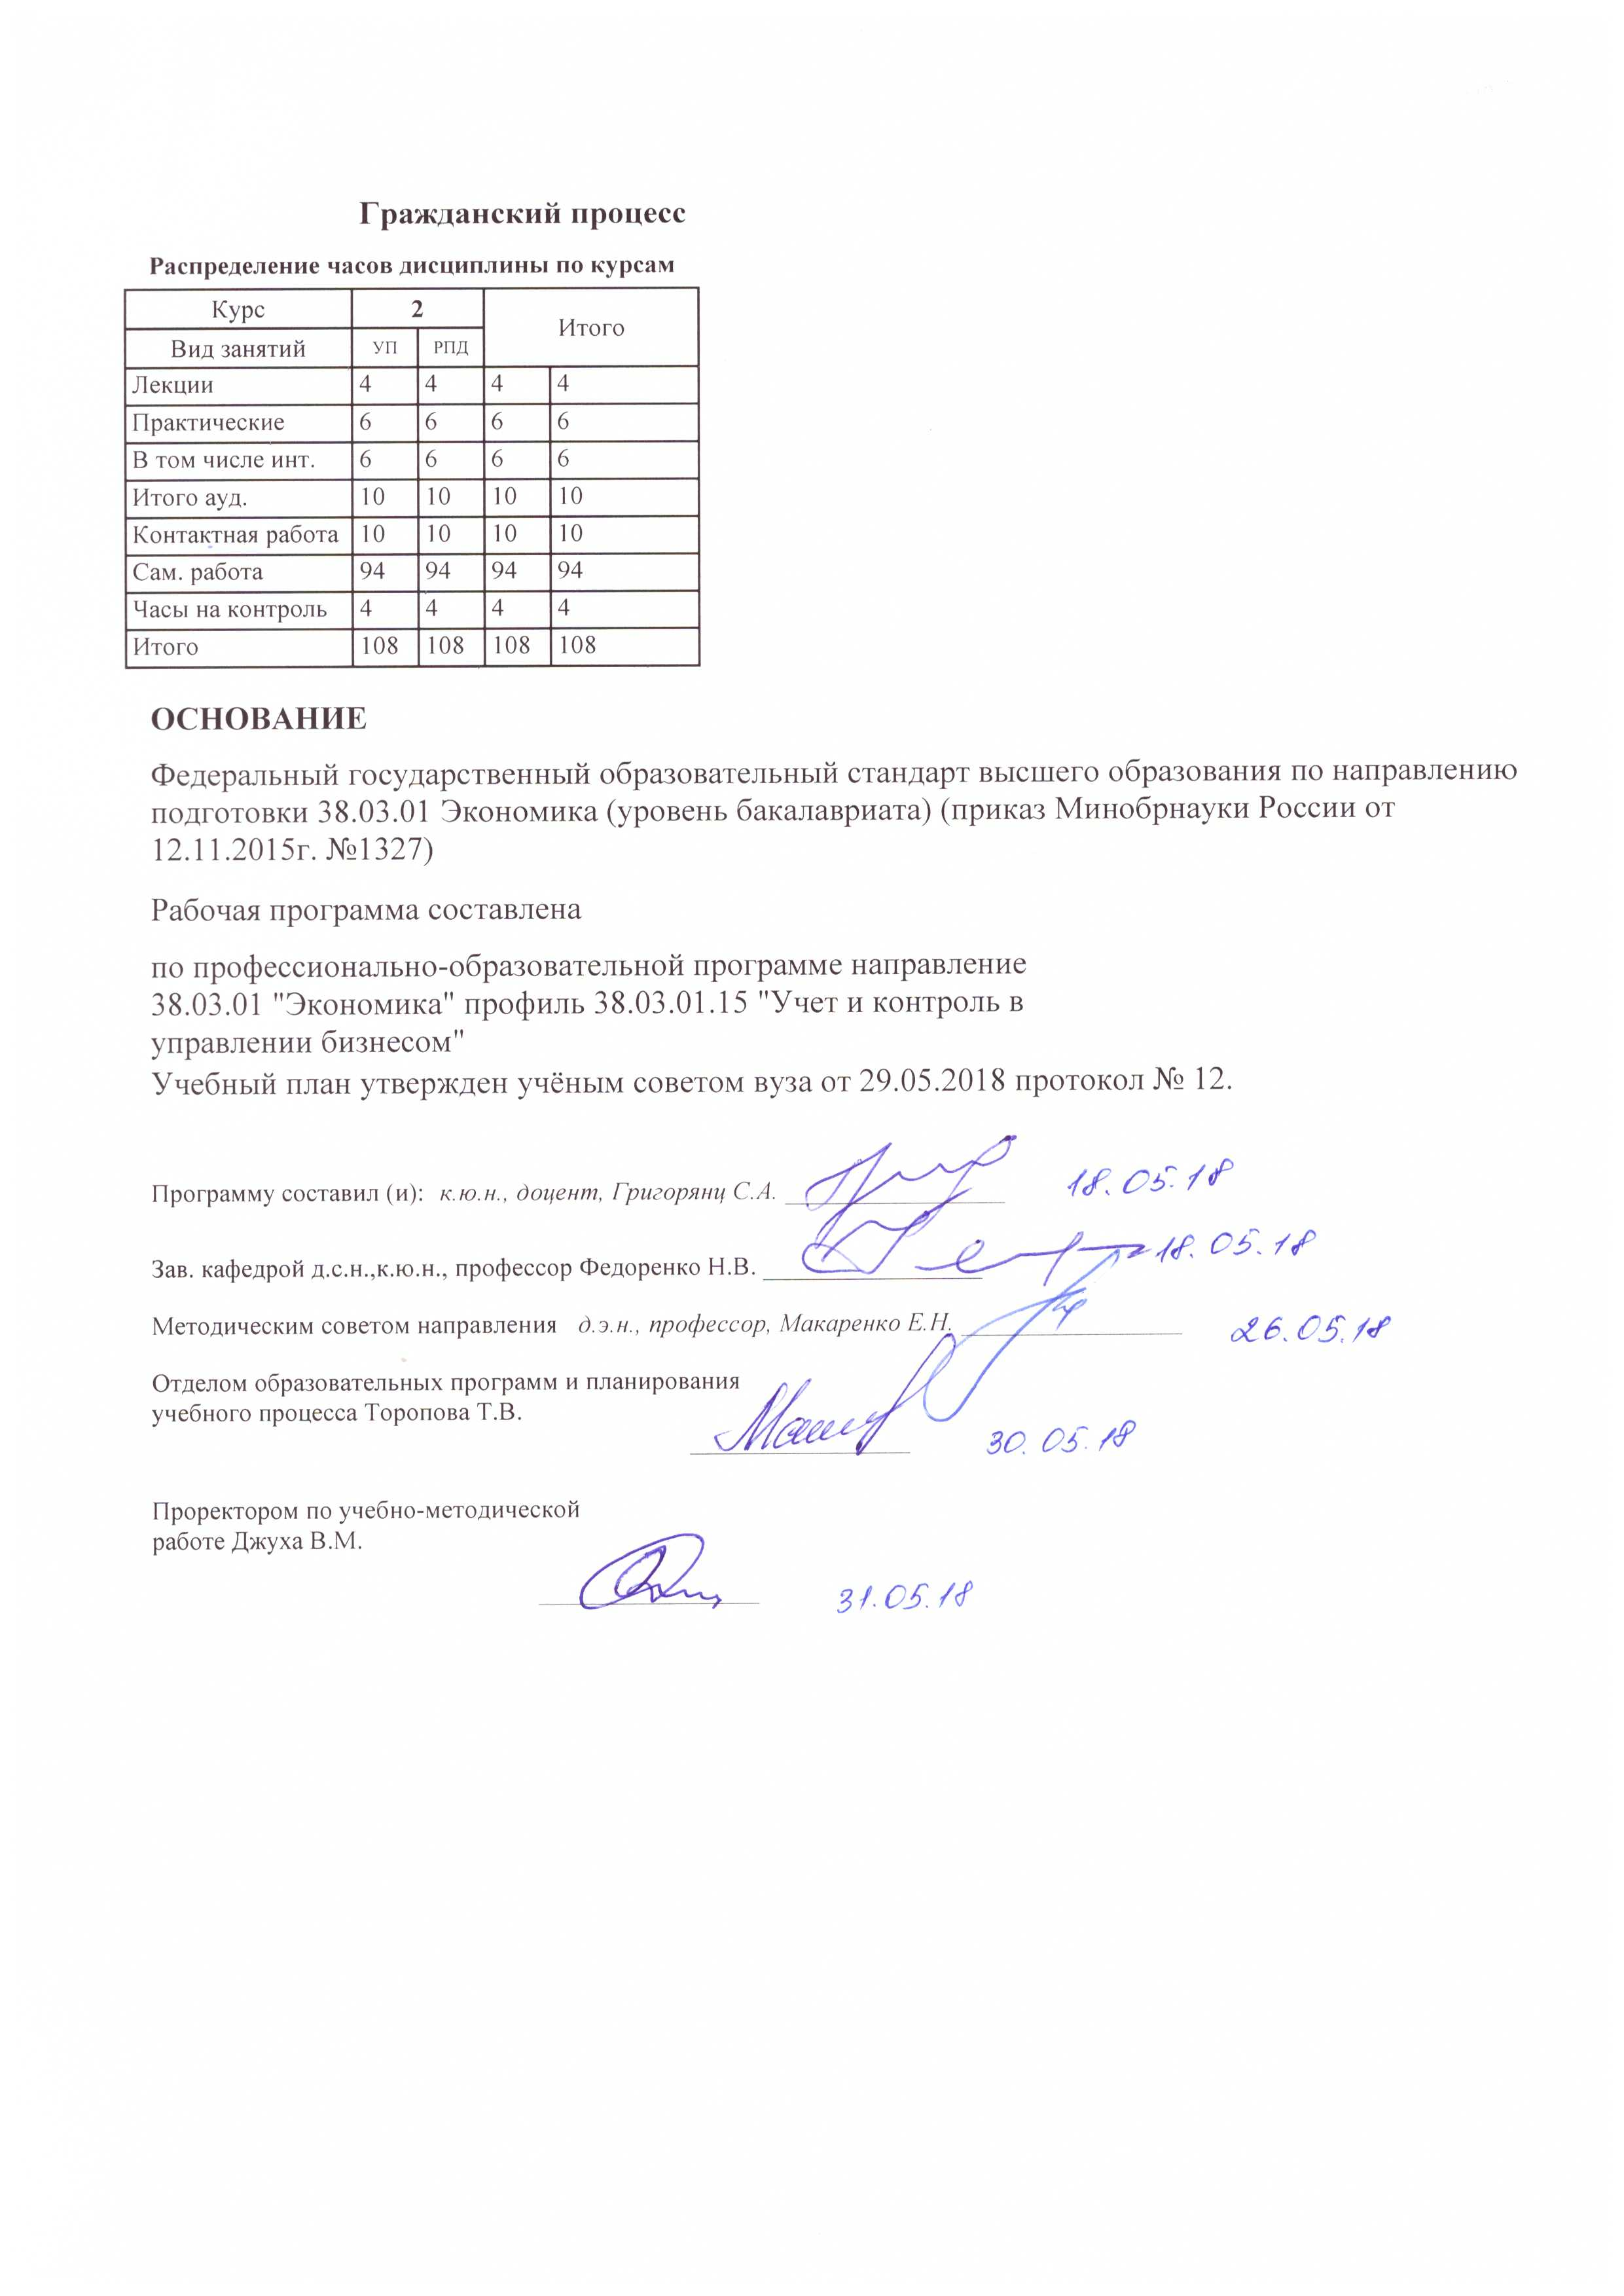 Гражданский процесс
Распределение часов дисциплины по курсам
Курс 2 Итого
Вид занятий УП РПД
Лекции 4 4 4 4
Практические 6 6 6 6
В том числе инт. 6 6 6 6
Итого ауд. 10 10 10 10
Контактная работа 10 10 10 10
Сам. работа 94 94 94 94
Часы на контроль 4 4 4 4
Итого 108 108 108 108
ОСНОВАНИЕ
Федеральный государственный образовательный стандарт высшего образования по направлению
подготовки 38.03.01 Экономика (уровень бакалавриата) (приказ Минобрнауки России от
12.11.2015г. №1327)
Рабочая программа составлена
по профессионально-образовательной программе направление
38.03.01 "Экономика" профиль 38.03.01.15 "Учет и контроль в
управлении бизнесом"
Учебный план утвержден учёным советом вуза от 29.05.2018 протокол № 12.
Программу составил (и): к.ю.н., доцент, Григорянц С.А. 18.05.18
Зав. кафедрой д.с.н.,к.ю.н., профессор Федоренко Н.В. 18.05.18
Методическим советом направления д.э.н., профессор, Макаренко Е.Н. 26.05.18
Отделом образовательных программ и планирования
учебного процесса Торопова Т.В.
30.05.18
Проректором по учебно-методической
работе Джуха В.М.
31.05.18